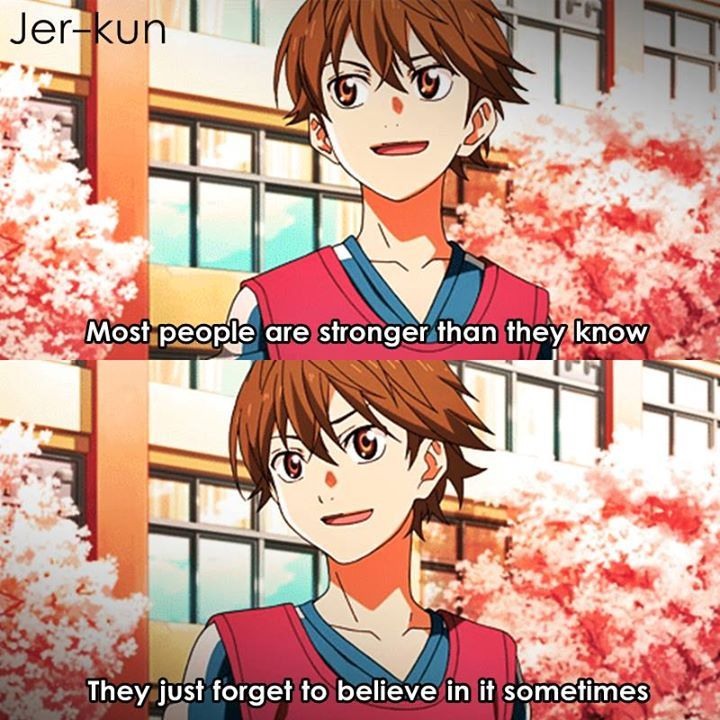 Jer-kun
Most people are stronger than they know
They just forget to believe in it sometimes